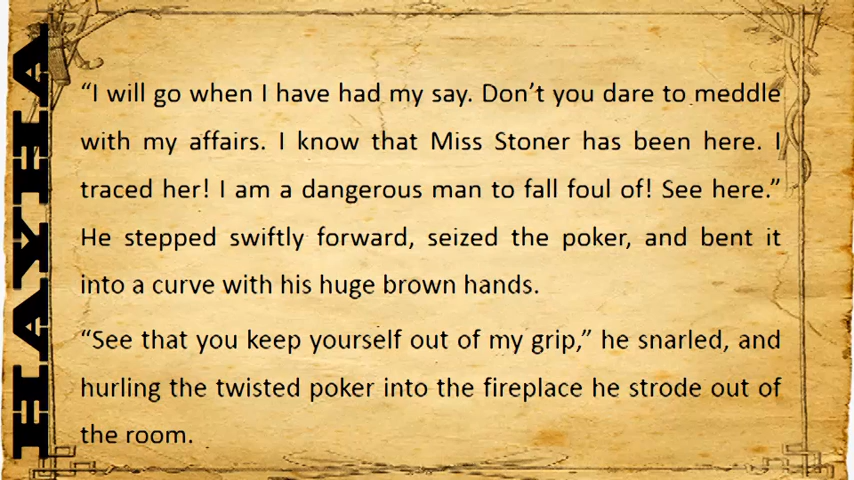 HAYHA
“I will go when I have had my say. Don’t you dare to meddle
with my affairs. I know that Miss Stoner has been here. I
traced her! I am a dangerous man to fall foul of! See here.”
He stepped swiftly forward, seized the poker, and bent it
into a curve with his huge brown hands.
“See that you keep yourself out of my grip,” he snarled, and
hurling the twisted poker into the fireplace he strode out of
the room.